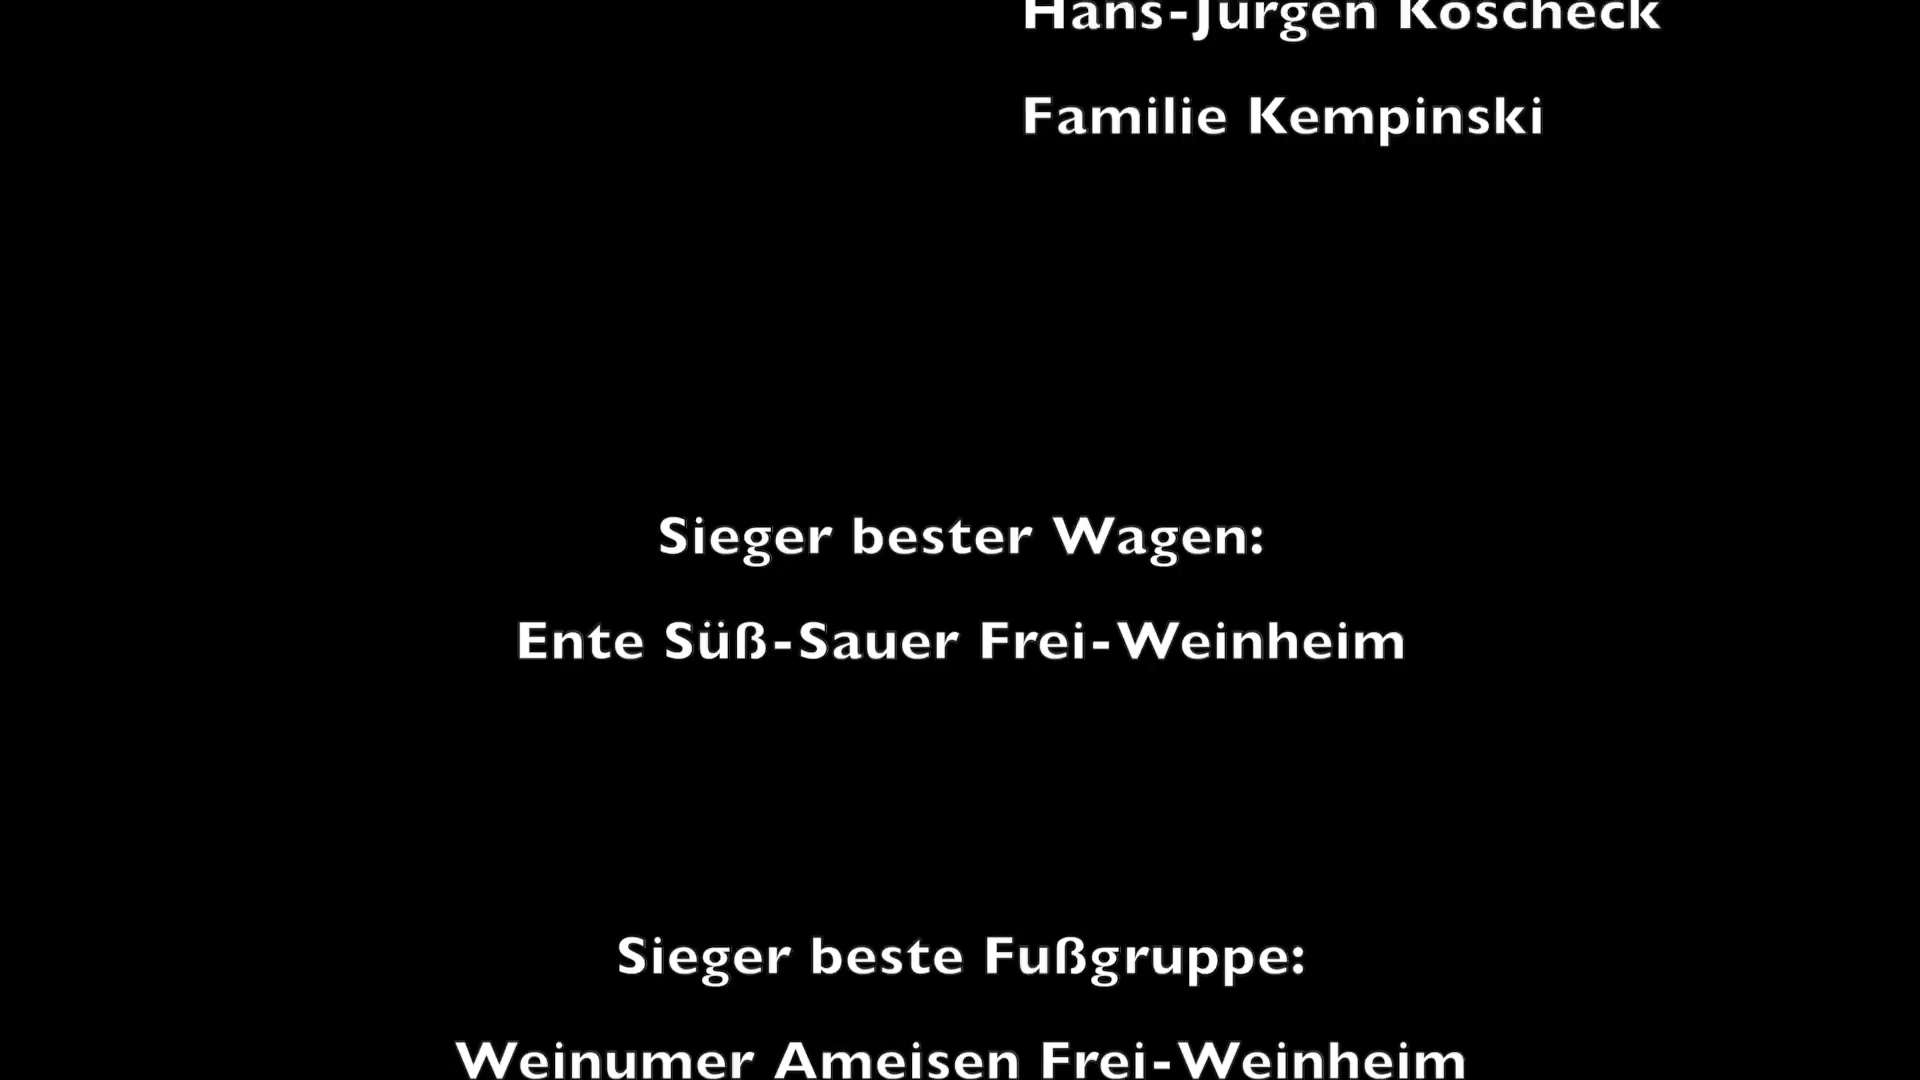 Hans-Jürgen Koscheck
Familie Kempinski
Sieger bester Wagen:
Ente Süß-Sauer Frei-Weinheim
Sieger beste Fußgruppe:
Weinumer Ameisen Frei-Weinheim